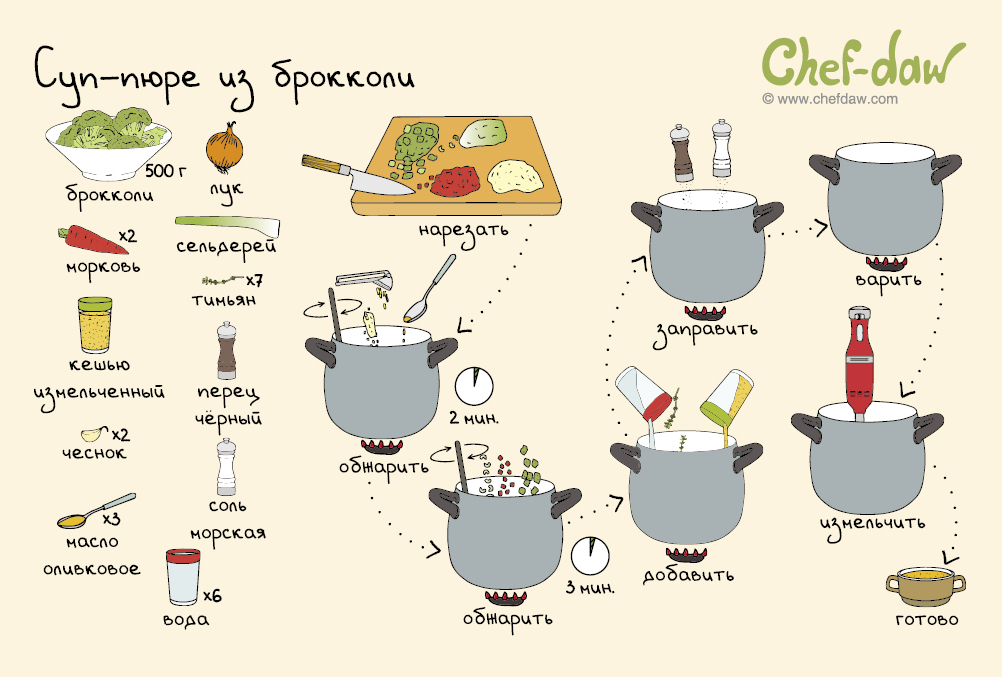 Суп-пюре из брокколи
Chef-daw
© www.chefdaw.com
500 г
брокколи
лук
x2
морковь
сельдерей
x7
тимьян
кешью
измельченный
перец
чёрный
x2
чеснок
соль
морская
x3
масло
оливковое
x6
вода
нарезать
2 мин.
обжарить
3 мин.
обжарить
добавить
заправить
варить
измельчить
готово